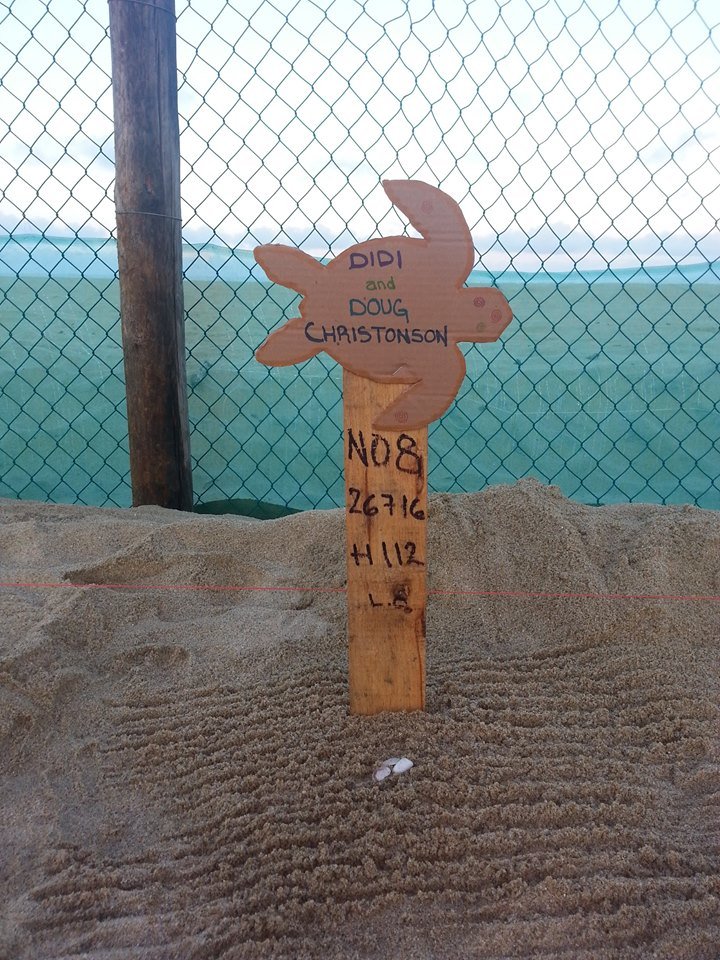 DIDI
and
DOUG
CHRISTONSON
NO8
26716
H112